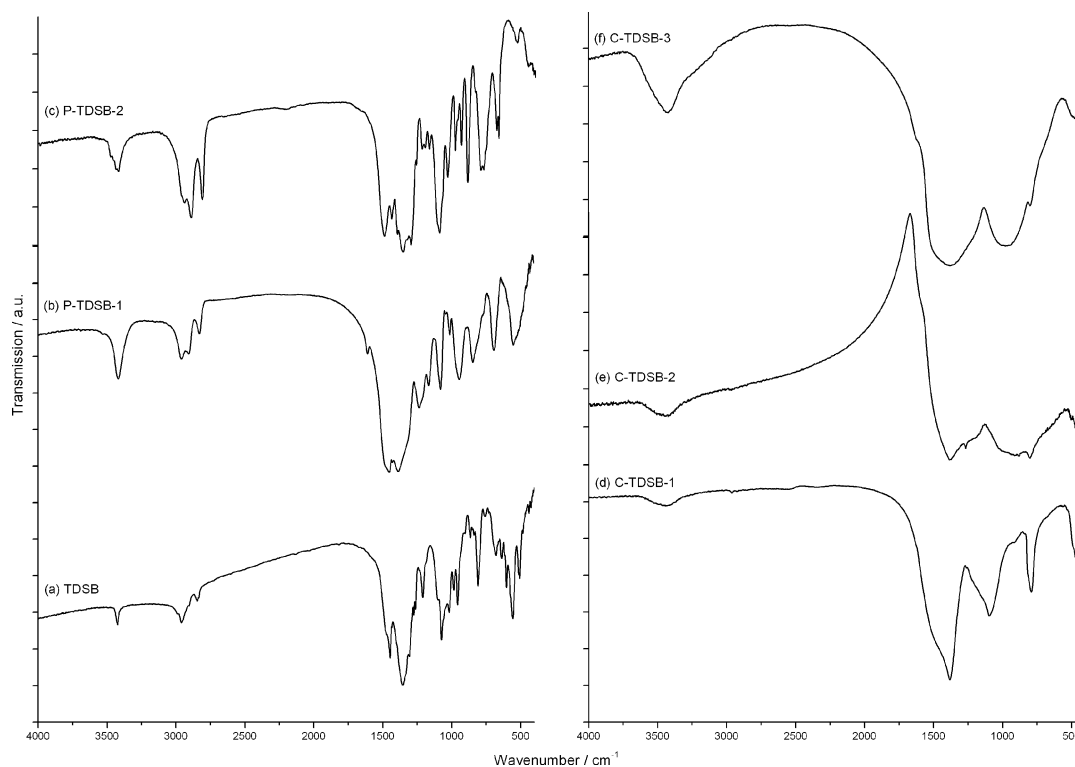 (c) P-TDSB-2
(b) P-TDSB-1
(a) TDSB
Transmission / a.u.
4000 3500 3000 2500 2000 1500 1000 500
(f) C-TDSB-3
(e) C-TDSB-2
(d) C-TDSB-1
4000 3500 3000 2500 2000 1500 1000 500
Wavenumber / cm⁻¹